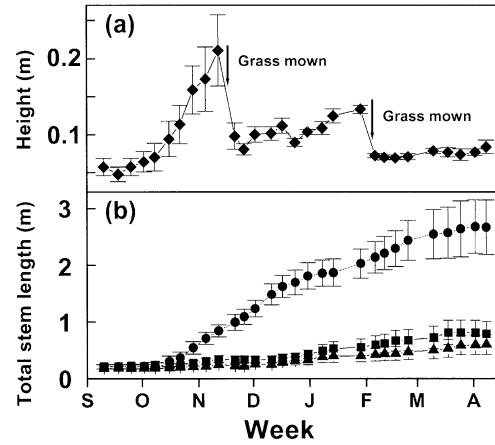 (a)
0.2
Height (m)
Grass mown
Grass mown
0.1
(b)
3
Total stem length (m)
2
1
0
S O N D J F M A
Week